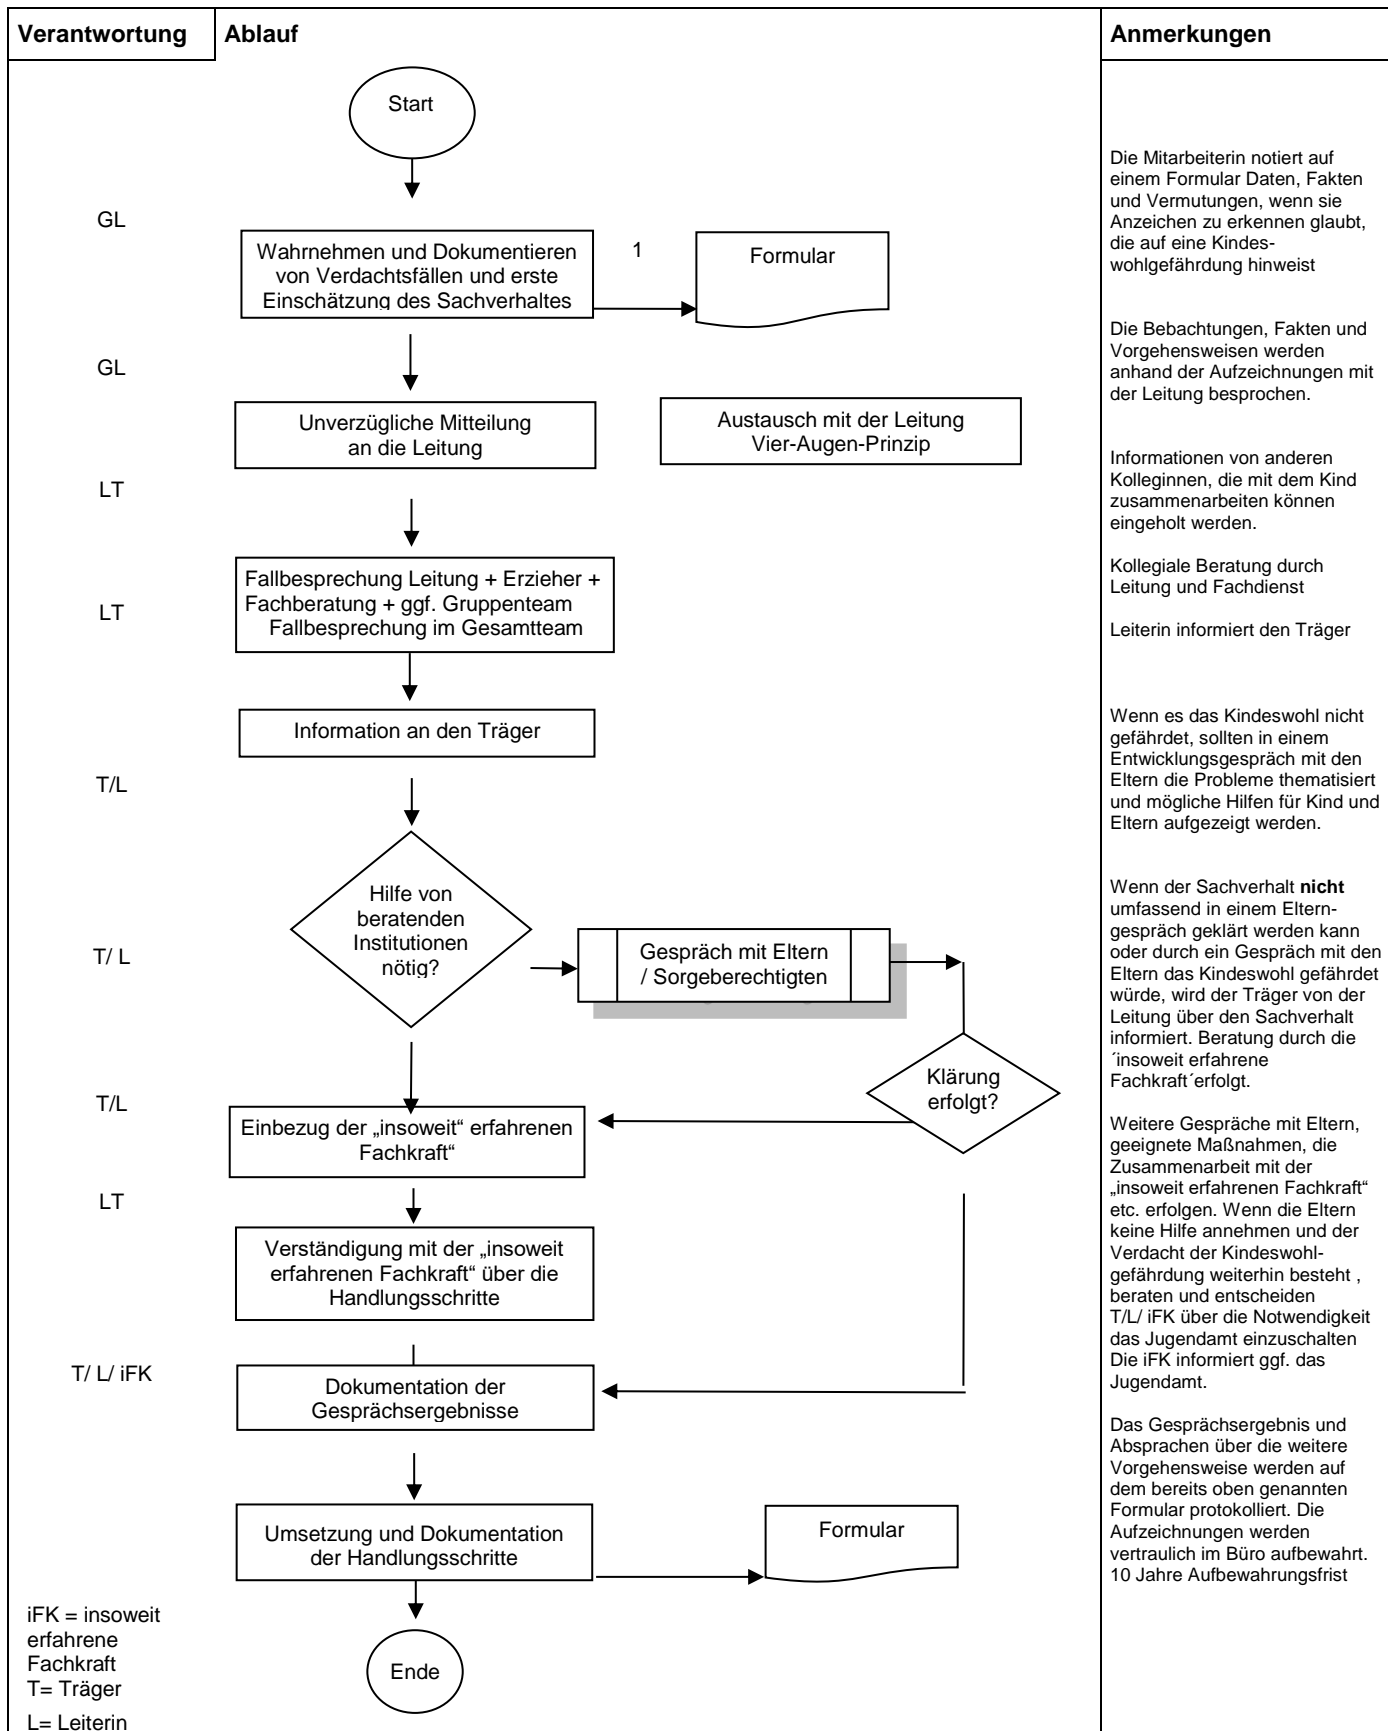 Verantwortung
Ablauf
Anmerkungen
Start
GL
Wahrnehmen und Dokumentieren
von Verdachtsfällen und erste
Einschätzung des Sachverhaltes
1
Formular
GL
Unverzügliche Mitteilung
an die Leitung
Austausch mit der Leitung
Vier-Augen-Prinzip
LT
Fallbesprechung Leitung + Erzieher +
Fachberatung + ggf. Gruppenteam
Fallbesprechung im Gesamtteam
LT
Information an den Träger
T/L
Hilfe von
beratenden
Institutionen
nötig?
T/ L
Gespräch mit Eltern
/ Sorgeberechtigten
Klärung
erfolgt?
T/L
Einbezug der „insoweit“ erfahrenen
Fachkraft“
LT
Verständigung mit der „insoweit
erfahrenen Fachkraft“ über die
Handlungsschritte
T/ L/ iFK
Dokumentation der
Gesprächsergebnisse
Umsetzung und Dokumentation
der Handlungsschritte
Formular
Ende
iFK = insoweit
erfahrene
Fachkraft
T= Träger
L= Leiterin
Die Mitarbeiterin notiert auf
einem Formular Daten, Fakten
und Vermutungen, wenn sie
Anzeichen zu erkennen glaubt,
die auf eine Kindes-
wohlgefährdung hinweist
Die Bebachtungen, Fakten und
Vorgehensweisen werden
anhand der Aufzeichnungen mit
der Leitung besprochen.
Informationen von anderen
Kolleginnen, die mit dem Kind
zusammenarbeiten können
eingeholt werden.
Kollegiale Beratung durch
Leitung und Fachdienst
Leiterin informiert den Träger
Wenn es das Kindeswohl nicht
gefährdet, sollten in einem
Entwicklungsgespräch mit den
Eltern die Probleme thematisiert
und mögliche Hilfen für Kind und
Eltern aufgezeigt werden.
Wenn der Sachverhalt nicht
umfassend in einem Eltern-
gespräch geklärt werden kann
oder durch ein Gespräch mit den
Eltern das Kindeswohl gefährdet
würde, wird der Träger von der
Leitung über den Sachverhalt
informiert. Beratung durch die
´insoweit erfahrene
Fachkraft´erfolgt.
Weitere Gespräche mit Eltern,
geeignete Maßnahmen, die
Zusammenarbeit mit der
„insoweit erfahrenen Fachkraft“
etc. erfolgen. Wenn die Eltern
keine Hilfe annehmen und der
Verdacht der Kindeswohl-
gefährdung weiterhin besteht ,
beraten und entscheiden
T/L/ iFK über die Notwendigkeit
das Jugendamt einzuschalten
Die iFK informiert ggf. das
Jugendamt.
Das Gesprächsergebnis und
Absprachen über die weitere
Vorgehensweise werden auf
dem bereits oben genannten
Formular protokolliert. Die
Aufzeichnungen werden
vertraulich im Büro aufbewahrt.
10 Jahre Aufbewahrungsfrist